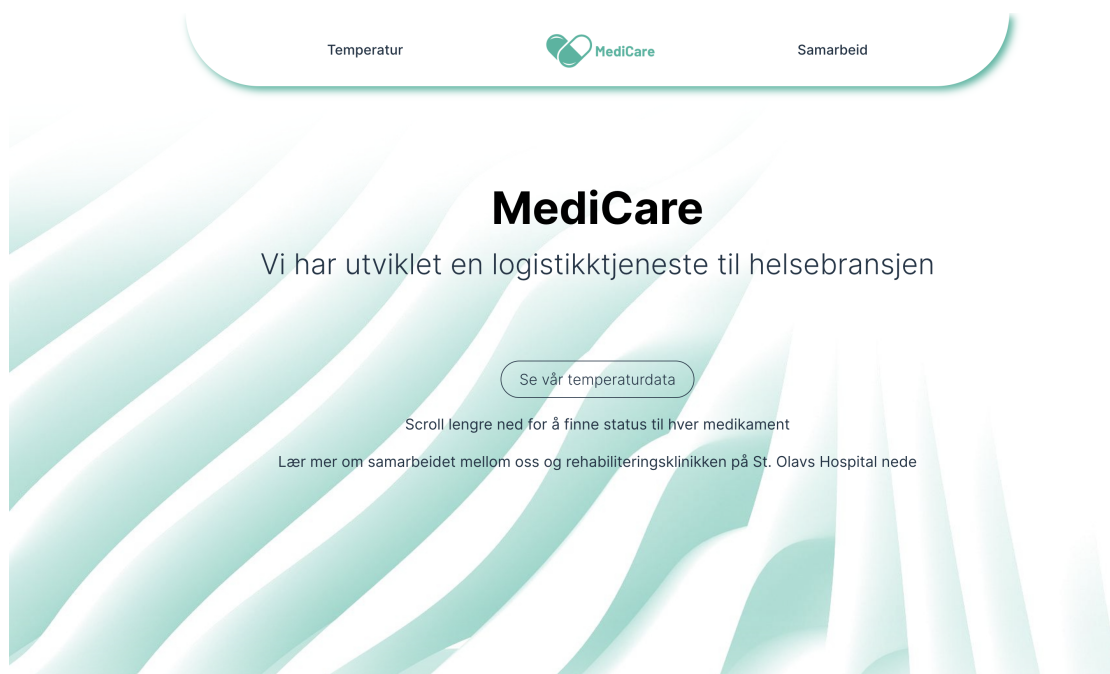 Temperatur
MediCare
Samarbeid
MediCare
Vi har utviklet en logistikktjeneste til helsebransjen
Se vår temperaturdata
Scroll lengre ned for å finne status til hver medikament
Lær mer om samarbeidet mellom oss og rehabiliteringsklinikken på St. Olavs Hospital nede